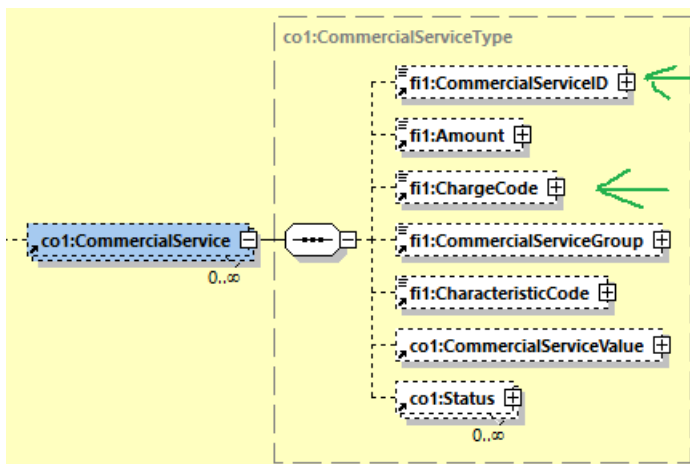 co1:CommercialServiceType
fi1:CommercialServiceID
fi1:Amount
fi1:ChargeCode
co1:CommercialService
0..∞
fi1:CommercialServiceGroup
fi1:CharacteristicCode
co1:CommercialServiceValue
co1:Status
0..∞